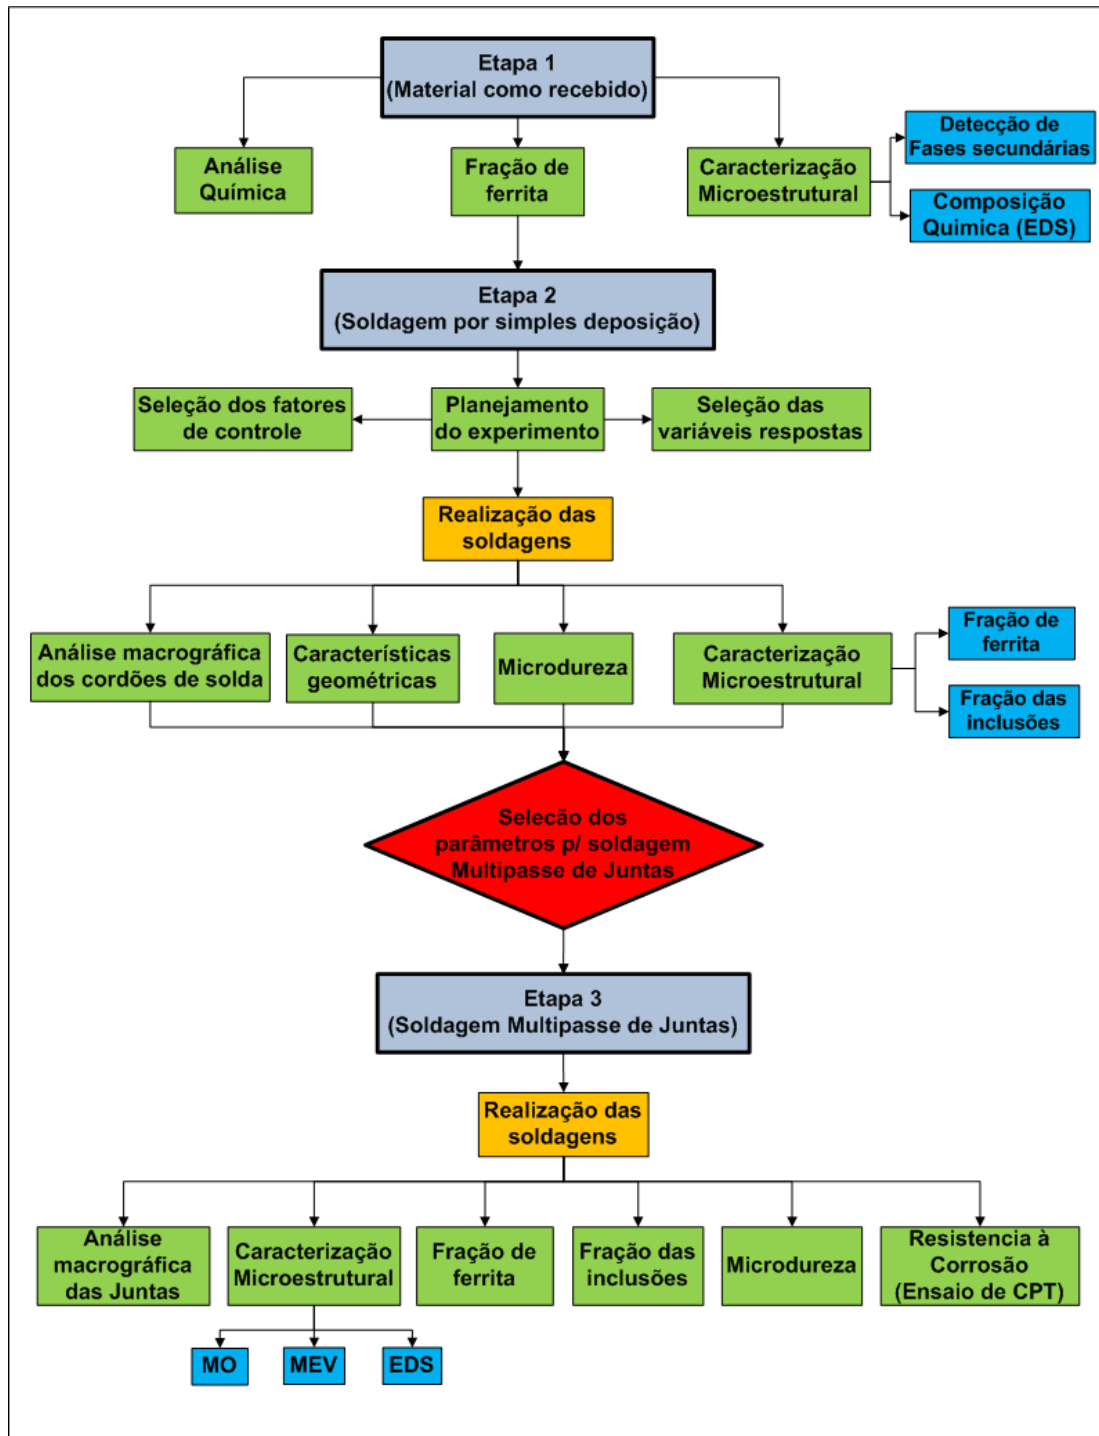 Etapa 1
(Material como recebido)
Análise
Química
Fração de
ferrita
Caracterização
Microestrutural
Detecção de
Fases secundárias
Composição
Quimica (EDS)
Etapa 2
(Soldagem por simples deposição)
Seleção dos fatores
de controle
Planejamento
do experimento
Seleção das
variáveis respostas
Realização das
soldagens
Análise macrográfica
dos cordões de solda
Características
geométricas
Microdureza
Caracterização
Microestrutural
Fração de
ferrita
Fração das
inclusões
Selecão dos
parâmetros p/ soldagem
Multipasse de Juntas
Etapa 3
(Soldagem Multipasse de Juntas)
Realização das
soldagens
Análise
macrográfica
das Juntas
Caracterização
Microestrutural
Fração de
ferrita
Fração das
inclusões
Microdureza
Resistencia à
Corrosão
(Ensaio de CPT)
MO
MEV
EDS